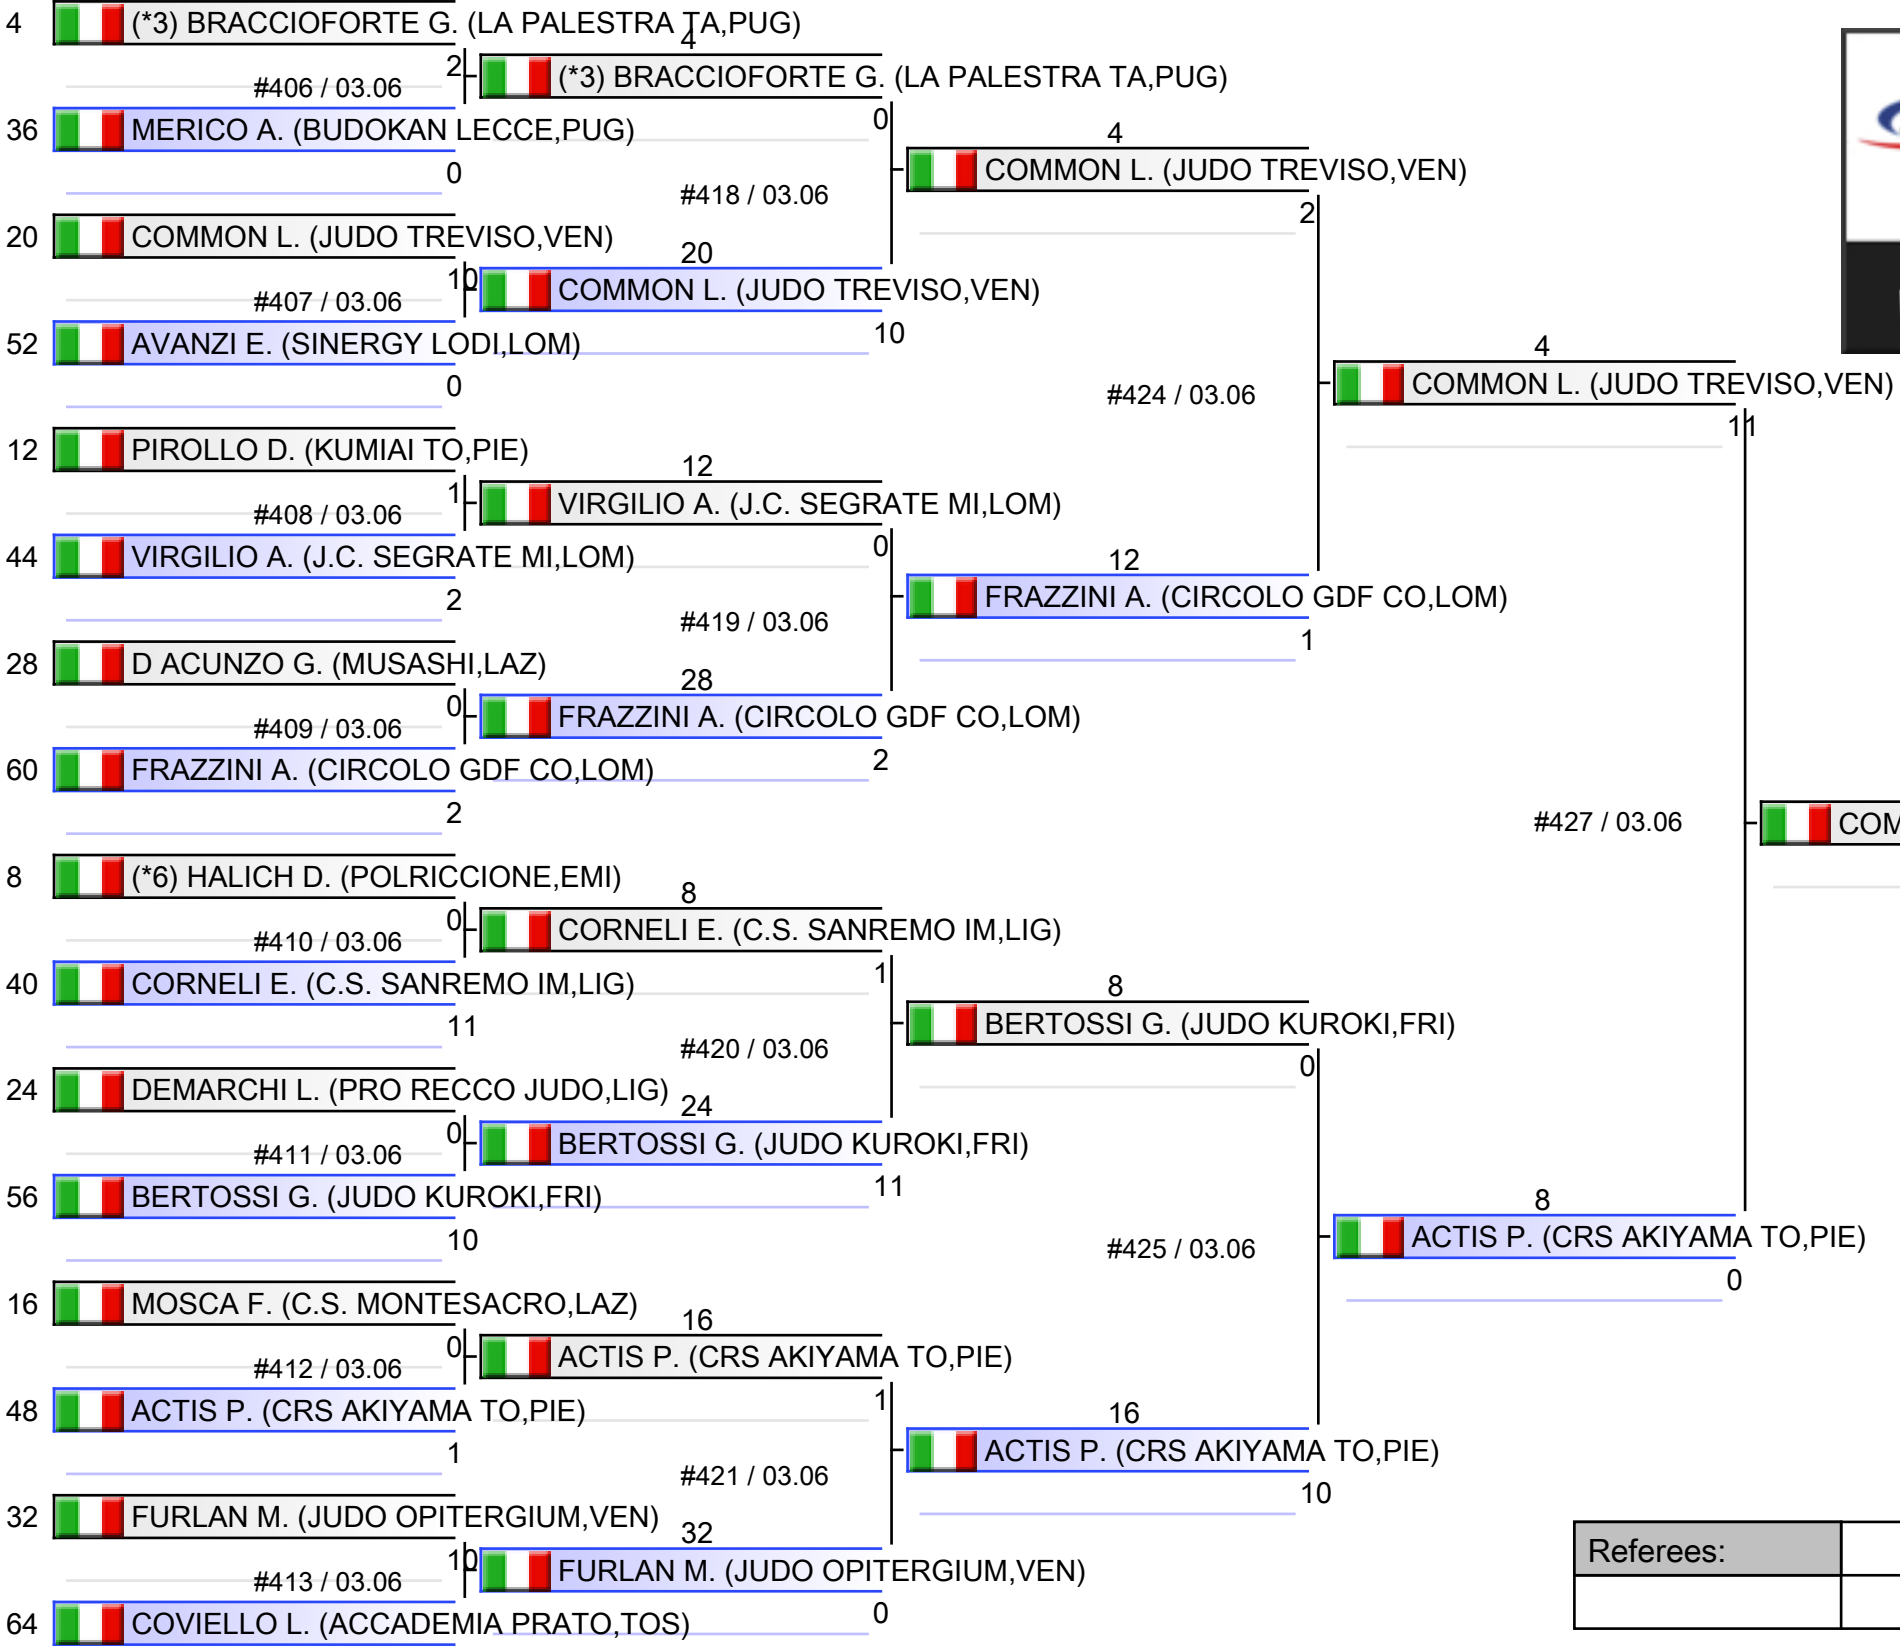 4 (*3) BRACCIOFORTE G. (LA PALESTRA TA,PUG)
2
#406 / 03.06
36 MERICO A. (BUDOKAN LECCE,PUG)
0
20 COMMON L. (JUDO TREVISO,VEN)
10
#407 / 03.06
52 AVANZI E. (SINERGY LODI,LOM)
0
12 PIROLLO D. (KUMIAI TO,PIE)
1
#408 / 03.06
44 VIRGILIO A. (J.C. SEGRATE MI,LOM)
2
28 D ACUNZO G. (MUSASHI,LAZ)
0
#409 / 03.06
60 FRAZZINI A. (CIRCOLO GDF CO,LOM)
2
8 (*6) HALICH D. (POLRICCIONE,EMI)
0
#410 / 03.06
40 CORNELI E. (C.S. SANREMO IM,LIG)
11
24 DEMARCHI L. (PRO RECCO JUDO,LIG)
0
#411 / 03.06
56 BERTOSSI G. (JUDO KUROKI,FRI)
10
16 MOSCA F. (C.S. MONTESACRO,LAZ)
0
#412 / 03.06
48 ACTIS P. (CRS AKIYAMA TO,PIE)
1
32 FURLAN M. (JUDO OPITERGIUM,VEN)
10
#413 / 03.06
64 COVIELLO L. (ACCADEMIA PRATO,TOS)
4
(*3) BRACCIOFORTE G. (LA PALESTRA TA,PUG)
0
#418 / 03.06
20
COMMON L. (JUDO TREVISO,VEN)
10
12
VIRGILIO A. (J.C. SEGRATE MI,LOM)
0
#419 / 03.06
28
FRAZZINI A. (CIRCOLO GDF CO,LOM)
2
8
CORNELI E. (C.S. SANREMO IM,LIG)
1
#420 / 03.06
24
BERTOSSI G. (JUDO KUROKI,FRI)
11
16
ACTIS P. (CRS AKIYAMA TO,PIE)
1
#421 / 03.06
32
FURLAN M. (JUDO OPITERGIUM,VEN)
0
4
COMMON L. (JUDO TREVISO,VEN)
2
#424 / 03.06
12
FRAZZINI A. (CIRCOLO GDF CO,LOM)
1
8
BERTOSSI G. (JUDO KUROKI,FRI)
0
#425 / 03.06
16
ACTIS P. (CRS AKIYAMA TO,PIE)
10
4
COMMON L. (JUDO TREVISO,VEN)
11
#427 / 03.06
8
ACTIS P. (CRS AKIYAMA TO,PIE)
0
Referees: